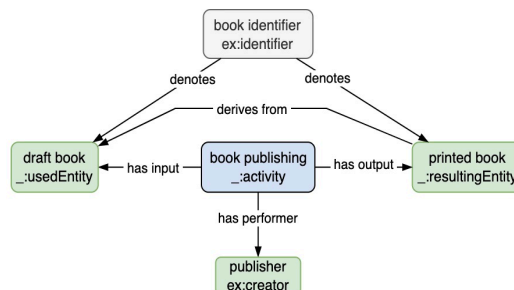 book identifier
ex:identifier
denotes
denotes
derives from
draft book
_:usedEntity
has input
book publishing
_:activity
has output
printed book
_:resultingEntity
has performer
publisher
ex:creator